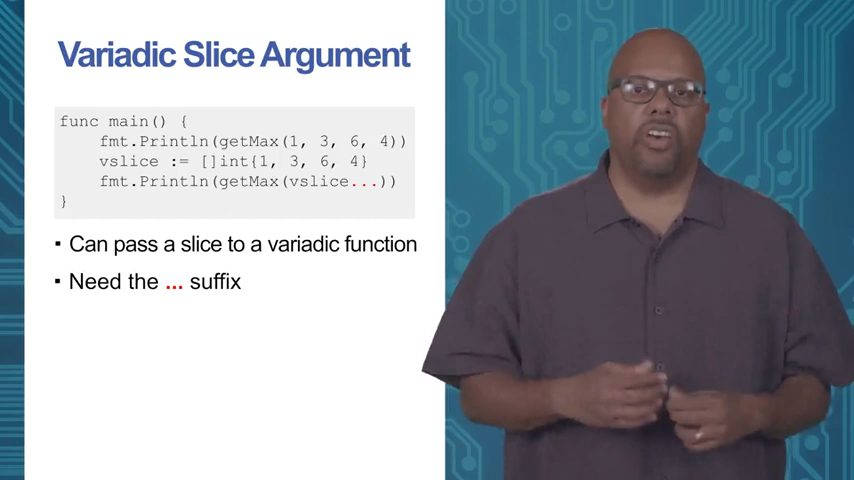 Variadic Slice Argument
func main() {
    fmt.Println(getMax(1, 3, 6, 4))
    vslice := []int{1, 3, 6, 4}
    fmt.Println(getMax(vslice...))
}
▪ Can pass a slice to a variadic function
▪ Need the ... suffix